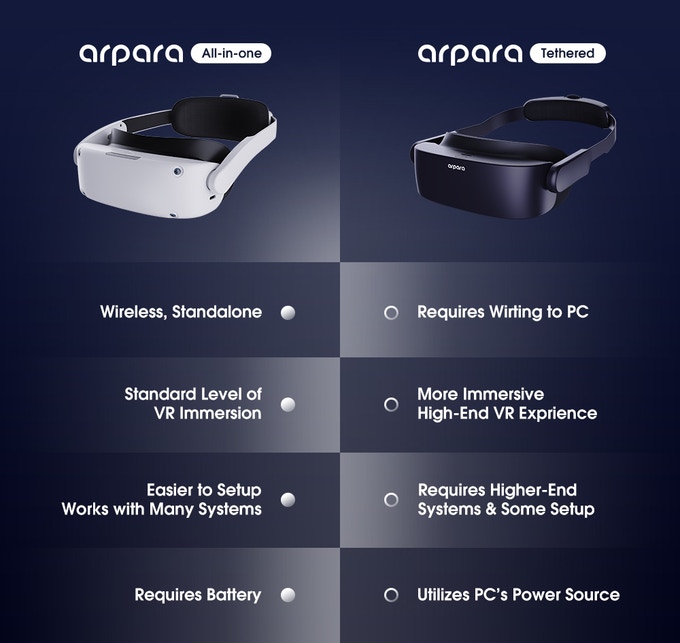 arpara All-in-one
arpara Tethered
arpara
Wireless, Standalone
Requires Wirting to PC
Standard Level of
VR Immersion
More Immersive
High-End VR Exprience
Easier to Setup
Works with Many Systems
Requires Higher-End
Systems & Some Setup
Requires Battery
Utilizes PC's Power Source